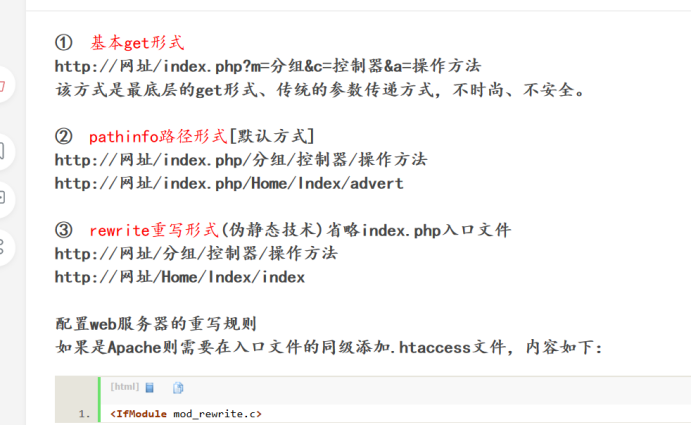 ① 基本get形式
http://网址/index.php?m=分组&c=控制器&a=操作方法
该方式是最底层的get形式、传统的参数传递方式，不时尚、不安全。
② pathinfo路径形式[默认方式]
http://网址/index.php/分组/控制器/操作方法
http://网址/index.php/Home/Index/advert
③ rewrite重写形式(伪静态技术)省略index.php入口文件
http://网址/分组/控制器/操作方法
http://网址/Home/Index/index
配置web服务器的重写规则
如果是Apache则需要在入口文件的同级添加.htaccess文件，内容如下：
[html]
1. <IfModule mod_rewrite.c>